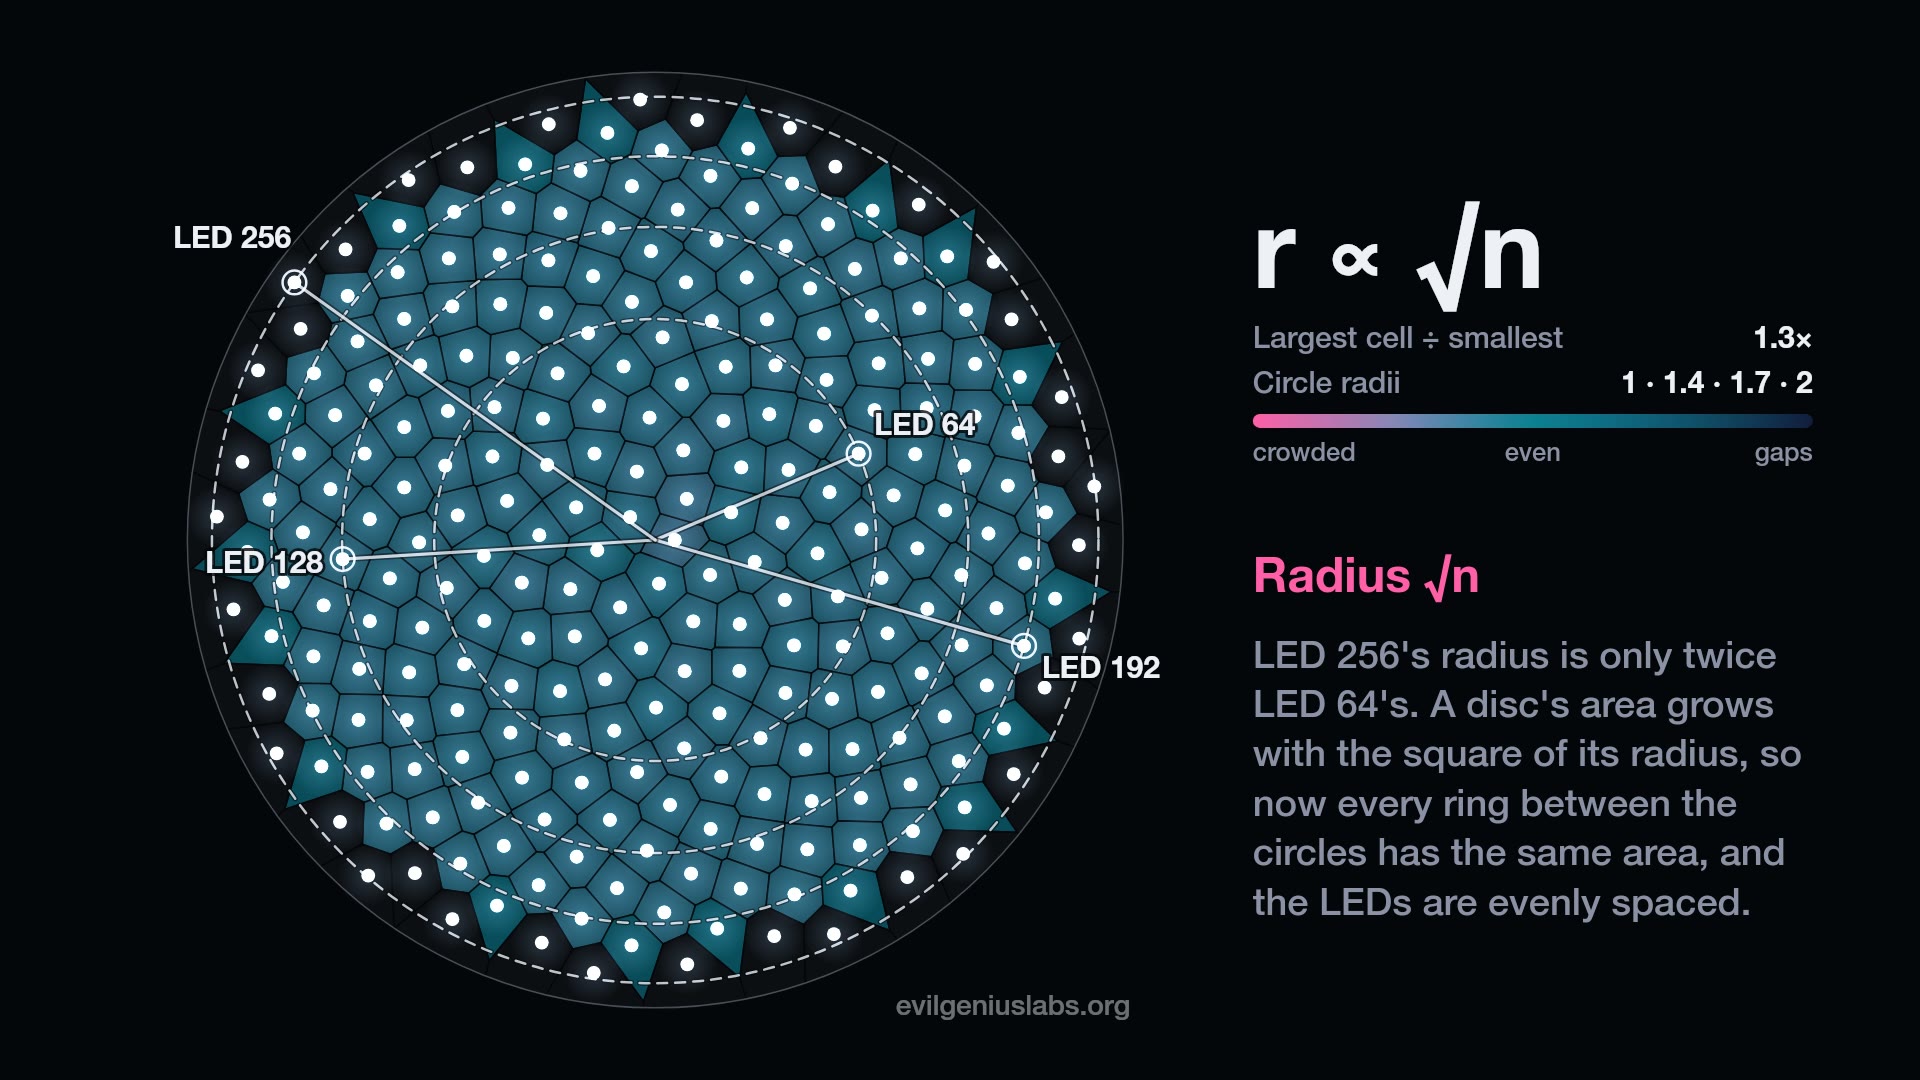 LED 256
LED 64
LED 128
LED 192
evilgeniuslabs.org
r ∝ √n
Largest cell ÷ smallest 1.3×
Circle radii 1 · 1.4 · 1.7 · 2
crowded even gaps
Radius √n
LED 256's radius is only twice
LED 64's. A disc's area grows
with the square of its radius, so
now every ring between the
circles has the same area, and
the LEDs are evenly spaced.